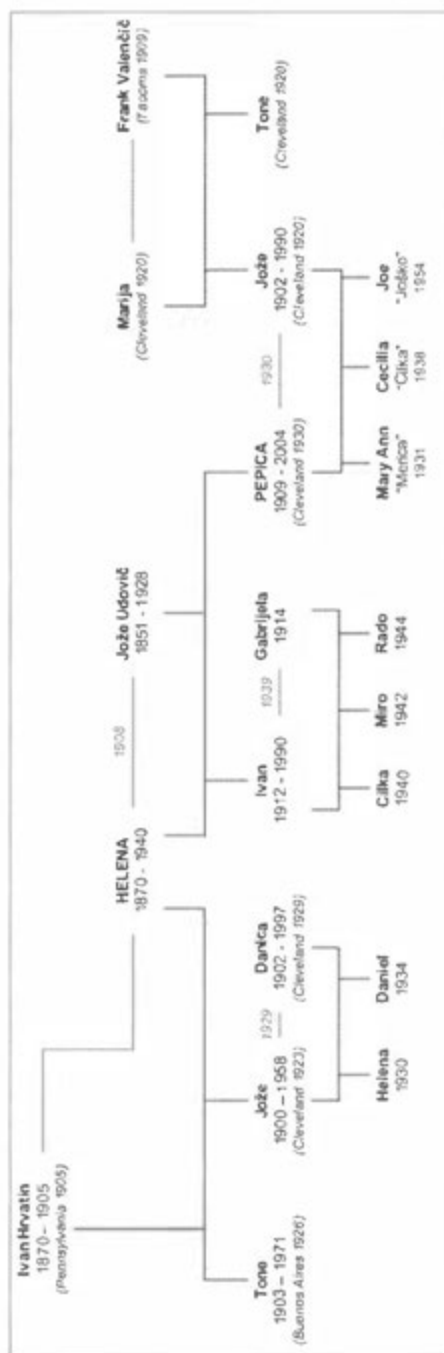 Ivan Hrvatin
1870 - 1905
(Pennsylvania 1905)
HELENA
1870 - 1940
1908
Jože Udovič
1851 - 1928
Marija
(Cleveland 1920)
Frank Valenčič
(Tacoma 1909)
Tone
1903 – 1971
(Buenos Aires 1926)
Jože
1900 – 1958
(Cleveland 1923)
1929
Danica
1902 - 1997
(Cleveland 1929)
Ivan
1912 - 1990
1939
Gabrijela
1914
PEPICA
1909 - 2004
(Cleveland 1930)
1930
Jože
1902 - 1990
(Cleveland 1920)
Tone
(Cleveland 1920)
Helena
1930
Daniel
1934
Cilka
1940
Miro
1942
Rado
1944
Mary Ann
"Merica"
1931
Cecilia
"Cilka"
1938
Joe
"Joško"
1954